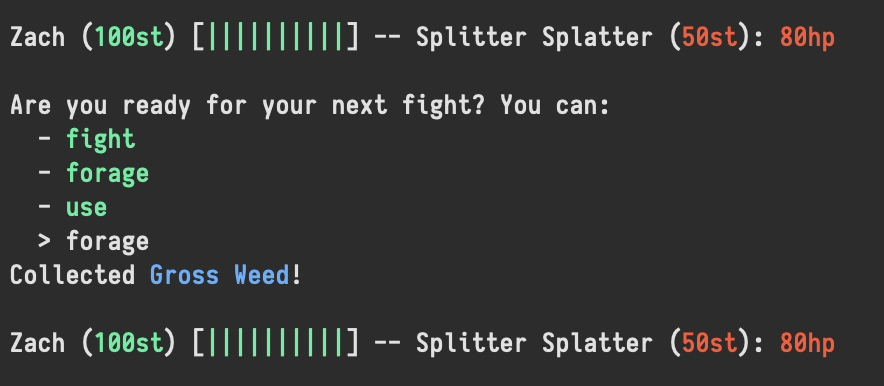 Zach (100st) [||||||||||] -- Splitter Splatter (50st): 80hp
Are you ready for your next fight? You can:
- fight
- forage
- use
> forage
Collected Gross Weed!
Zach (100st) [||||||||||] -- Splitter Splatter (50st): 80hp